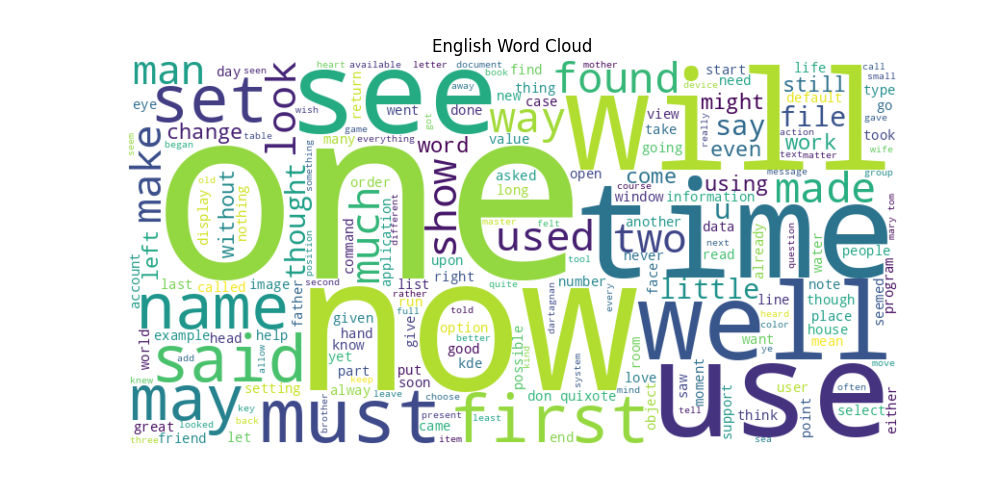 English Word Cloud
man day seen heart available letter document mother find start life call
set look see found will need still small type
eye wish return went away done new book thing case device default go
change table game way view might file gave
make began many everything got value take say action took
seem word going really even work text matter wife
one asked open come course using message group
old something much show long window information made
left without thought order used another u data mary tom
display nothing position application different command master felt two time already question water people
upon right never face read next program
account last called image father second list rather quite tool number little line note though seemed
name example head help run full told every dartagnan heard color place house
now given hand know give option better good kde possible kind system room want ye mean well
world said add allow yet part put soon
knew setting keep alway leave choose don quixote love mind object saw moment user move
may key brother must present came first least item end tell support think point often select use
great looked back three friend let sea either